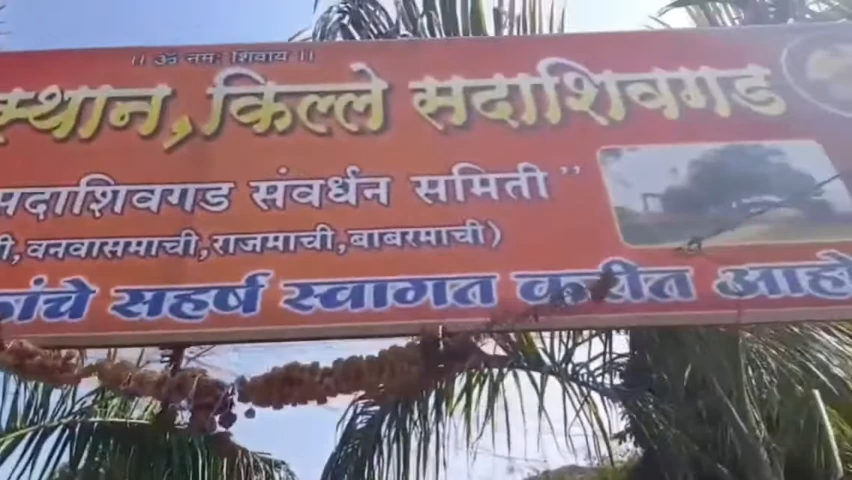 ।। ॐ नमः शिवाय ।।
स्थान, किल्ले सदाशिवगड
सदाशिवगड संवर्धन समिती ”
वनवासमाची, राजमाची, बाबरमाची)
सहर्ष स्वागत करीत आहे